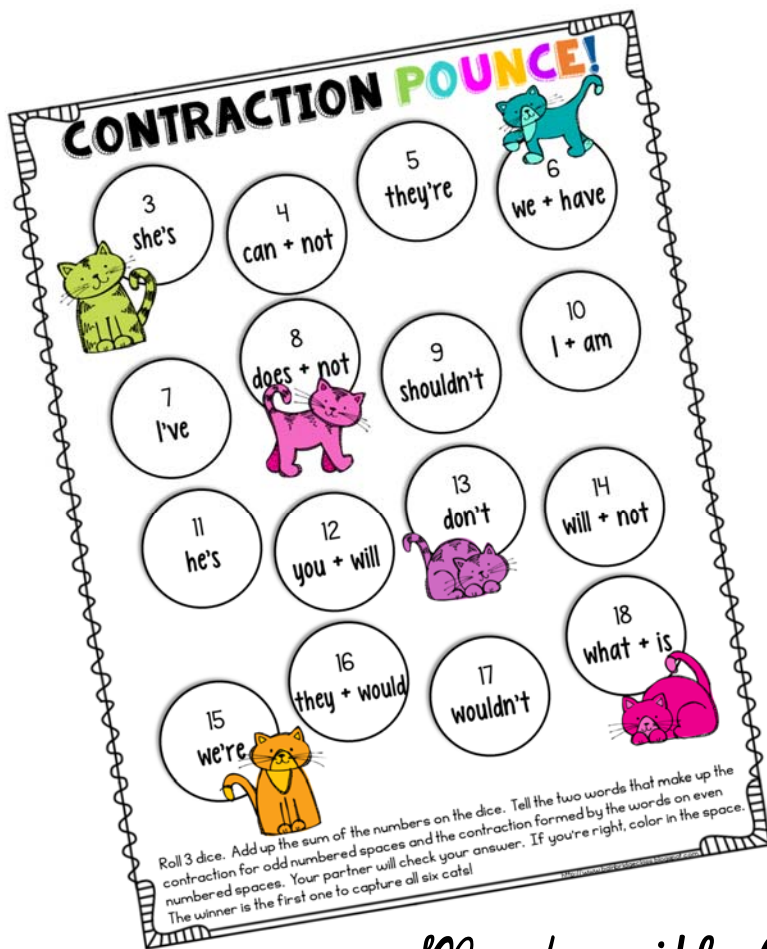 CONTRACTION POUNCE!
3
she's
4
can + not
5
they're
6
we + have
7
I've
8
does + not
9
shouldn't
10
I + am
11
he's
12
you + will
13
don't
14
will + not
15
we're
16
they + would
17
wouldn't
18
what + is
Roll 3 dice. Add up the sum of the numbers on the dice. Tell the two words that make up the
contraction for odd numbered spaces and the contraction formed by the words on even
numbered spaces. Your partner will check your answer. If you're right, color in the space.
The winner is the first one to capture all six cats!